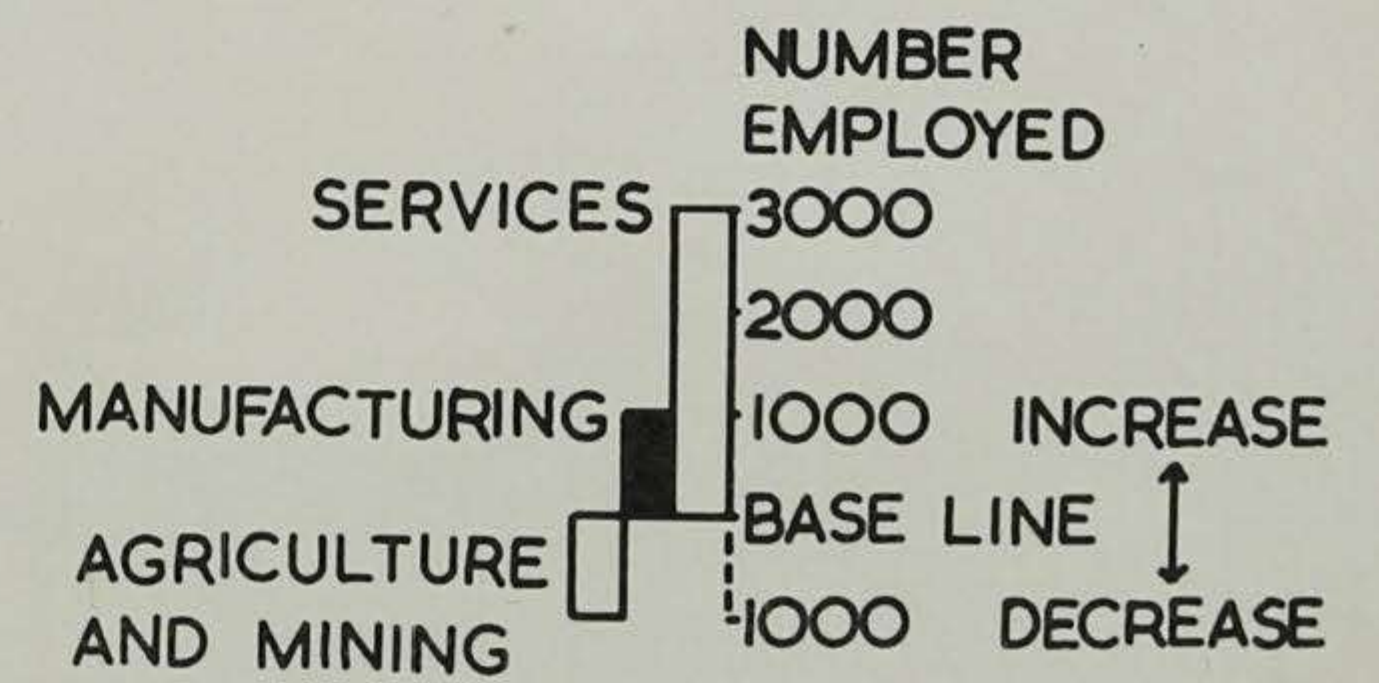 NUMBER
EMPLOYED
SERVICES
3000
2000
MANUFACTURING
1000
INCREASE
BASE LINE
AGRICULTURE
AND MINING
1000
DECREASE